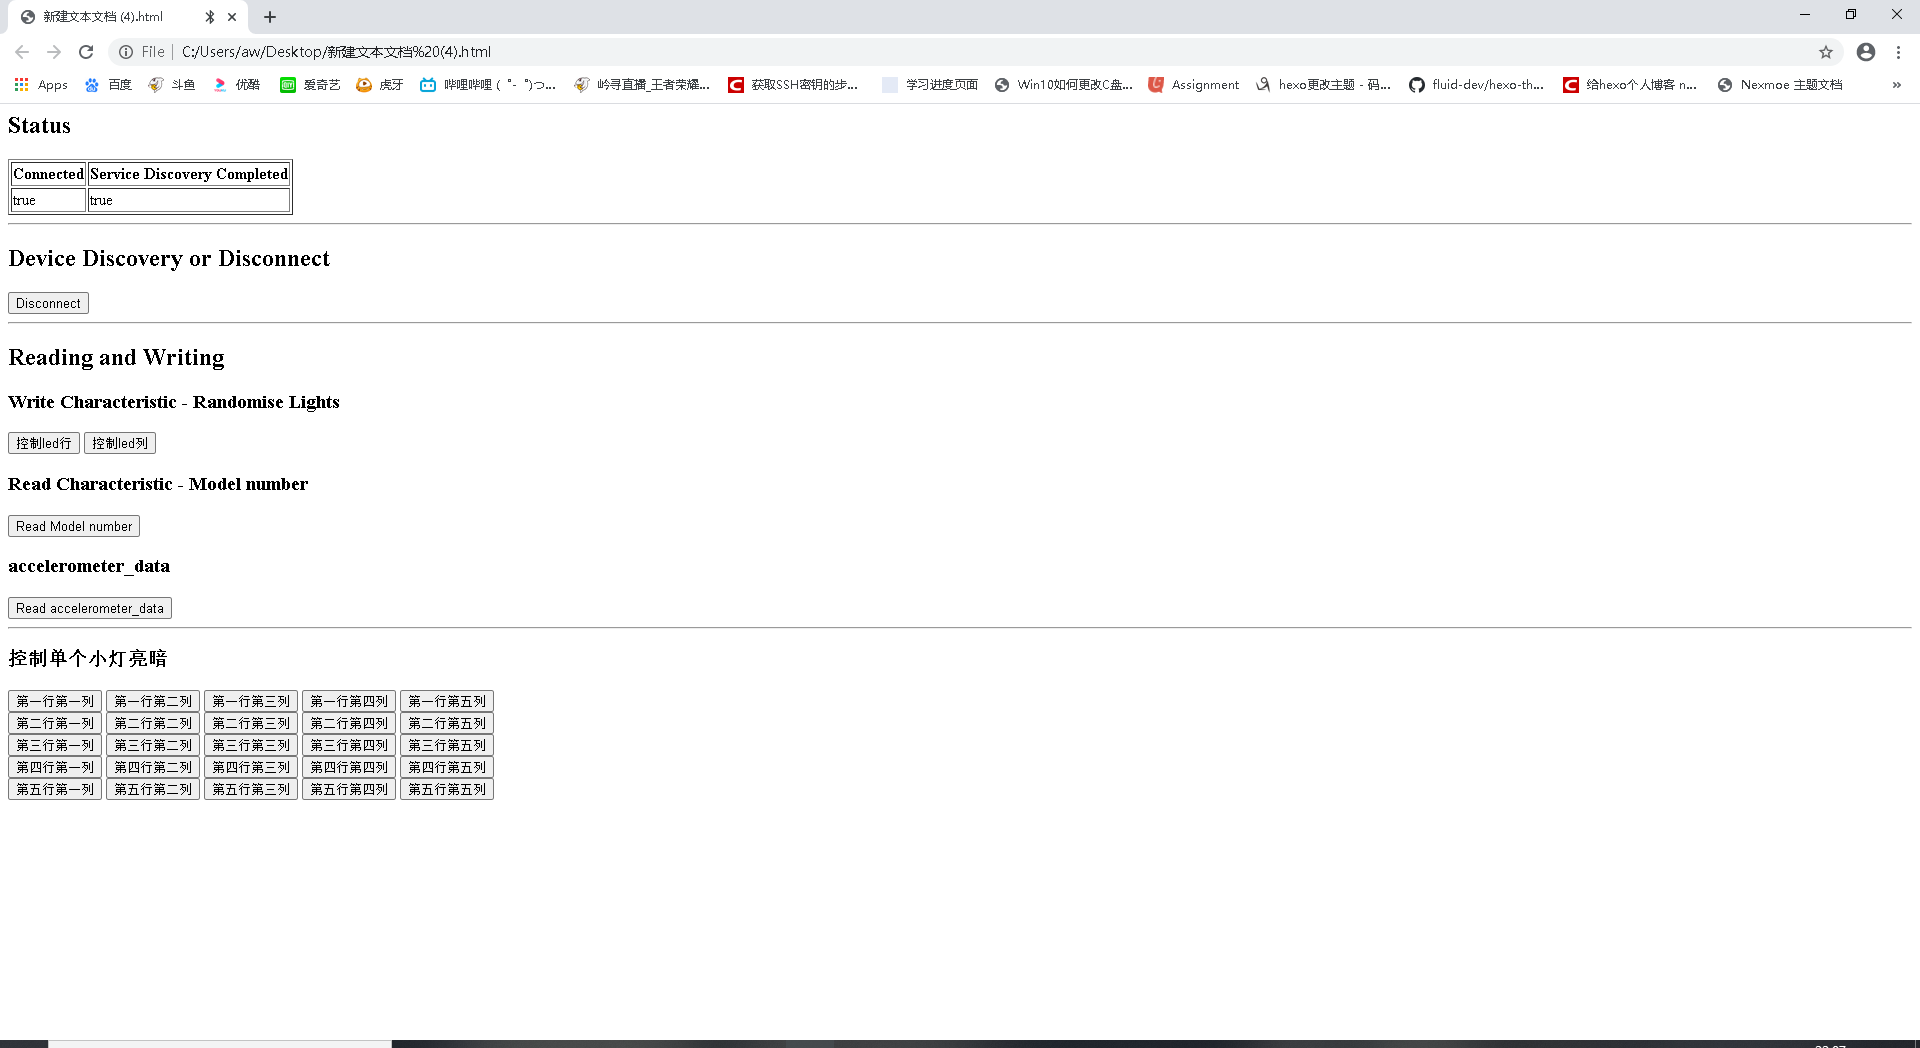 新建文本文档 (4).html
File | C:/Users/aw/Desktop/新建文本文档%20(4).html
Apps 百度 斗鱼 优酷 爱奇艺 虎牙 哔哩哔哩 ( ゜- ゜)つ... 岭寻直播_王者荣耀... 获取SSH密钥的步... 学习进度页面 Win10如何更改C盘... Assignment hexo更改主题 - 码... fluid-dev/hexo-th... 给hexo个人博客 n... Nexmoe 主题文档 »
Status
Connected Service Discovery Completed
true true
Device Discovery or Disconnect
Disconnect
Reading and Writing
Write Characteristic - Randomise Lights
控制led行 控制led列
Read Characteristic - Model number
Read Model number
accelerometer_data
Read accelerometer_data
控制单个小灯亮暗
第一行第一列 第一行第二列 第一行第三列 第一行第四列 第一行第五列
第二行第一列 第二行第二列 第二行第三列 第二行第四列 第二行第五列
第三行第一列 第三行第二列 第三行第三列 第三行第四列 第三行第五列
第四行第一列 第四行第二列 第四行第三列 第四行第四列 第四行第五列
第五行第一列 第五行第二列 第五行第三列 第五行第四列 第五行第五列